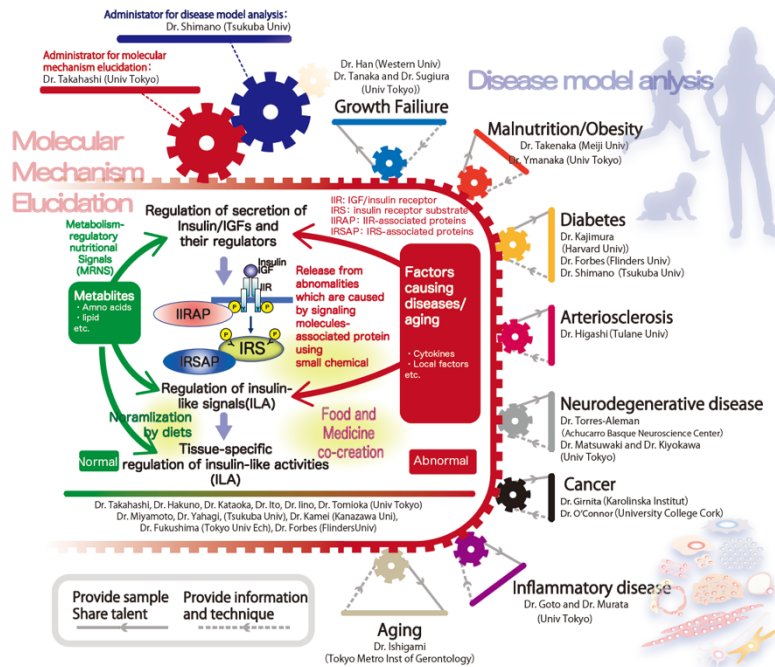 Administator for disease model analysis:
Dr. Shimano (Tsukuba Univ)
Administrator for molecular
mechanism elucidation:
Dr. Takahashi (Univ Tokyo)
Dr. Han (Western Univ)
Dr. Tanaka and Dr. Sugiura
(Univ Tokyo))
Growth Failiure
Disease model anlysis
Malnutrition/Obesity
Dr. Takenaka (Meiji Univ)
Dr. Ymanaka (Univ Tokyo)
Molecular
Mechanism
Elucidation
IIR: IGF/insulin receptor
IRS: insulin receptor substrate
IIRAP: IIR-associated proteins
IRSAP: IRS-associated proteins
Regulation of secretion of
Insulin/IGFs and
their regulators
Metabolism-
regulatory
nutritional
Signals
(MRNS)
Diabetes
Dr. Kajimura
(Harvard Univ))
Dr. Forbes (Flinders Univ)
Dr. Shimano (Tsukuba Univ)
Metablites
・Amno acids
・lipid
etc.
Insulin
IGF
IIR
P
P
IIRAP
P
P
IRS
IRSAP
Release from
abnomalities
which are caused
by signaling
molecules-
associated protein
using
small chemical
Factors
causing
diseases/
aging
・Cytokines
・Local factors
etc.
Arteriosclerosis
Dr. Higashi (Tulane Univ)
Regulation of insulin-
like signals(ILA)
Noramlization
by diets
Food and
Medicine
co-creation
Neurodegenerative disease
Dr. Torres-Aleman
(Achucarro Basque Neuroscience Center)
Dr. Matsuwaki and Dr. Kiyokawa
(Univ Tokyo)
Normal
Tissue-specific
regulation of insulin-like activities
(ILA)
Abnormal
Cancer
Dr. Girnita (Karolinska Institut)
Dr. O'Connor (University College Cork)
Dr. Takahashi, Dr. Hakuno, Dr. Kataoka, Dr. Ito, Dr. Iino, Dr. Tomioka (Univ Tokyo)
Dr. Miyamoto, Dr. Yahagi, (Tsukuba Univ), Dr. Kamei (Kanazawa Uni),
Dr. Fukushima (Tokyo Univ Ech), Dr. Forbes (FlindersUniv)
Inflammatory disease
Dr. Goto and Dr. Murata
(Univ Tokyo)
Provide sample
Share talent
Provide information
and technique
Aging
Dr. Ishigami
(Tokyo Metro Inst of Gerontology)